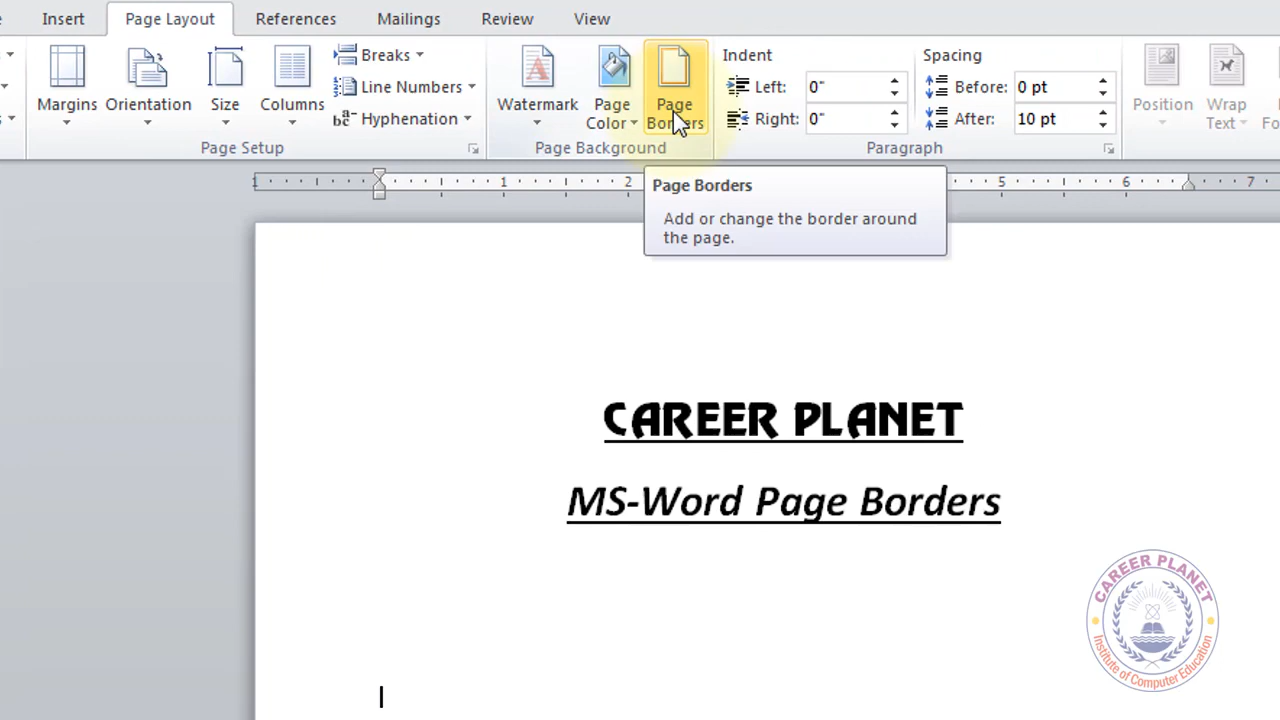 Insert Page Layout References Mailings Review View
Margins Orientation Size Columns Breaks Line Numbers Hyphenation
Page Setup
Watermark Page Color Page Borders
Page Background
Indent Left: 0" Right: 0"
Spacing Before: 0 pt After: 10 pt
Paragraph
Position Wrap Text
1 1 2 5 6 7
Page Borders
Add or change the border around
the page.
CAREER PLANET
MS-Word Page Borders
CAREER PLANET
Institute of Computer Education